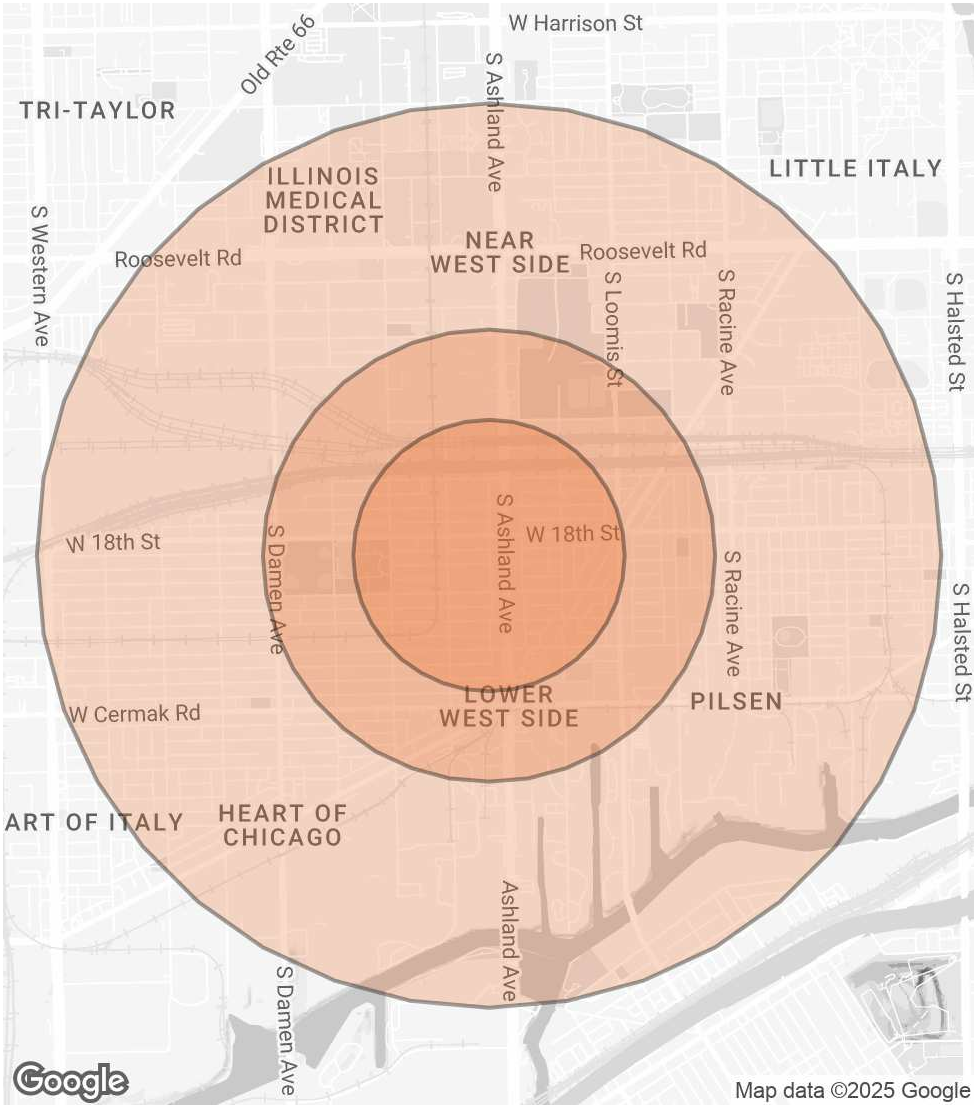 W Harrison St
Old Rte 66
S Ashland Ave
TRI-TAYLOR
LITTLE ITALY
ILLINOIS
MEDICAL
DISTRICT
NEAR
WEST SIDE
Roosevelt Rd
Roosevelt Rd
S Western Ave
S Loomis St
S Racine Ave
S Halsted St
W 18th St
S Damen Ave
S Ashland Ave
W 18th St
S Racine Ave
S Halsted St
LOWER
WEST SIDE
PILSEN
W Cermak Rd
ART OF ITALY
HEART OF
CHICAGO
Ashland Ave
S Damen Ave
Google
Map data ©2025 Google